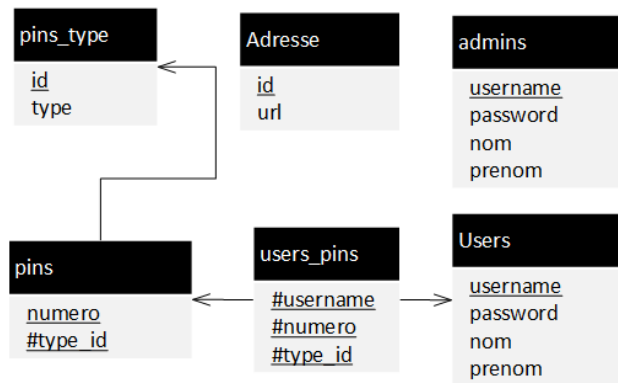 pins_type
id
type
Adresse
id
url
admins
username
password
nom
prenom
pins
numero
#type_id
users_pins
#username
#numero
#type_id
Users
username
password
nom
prenom